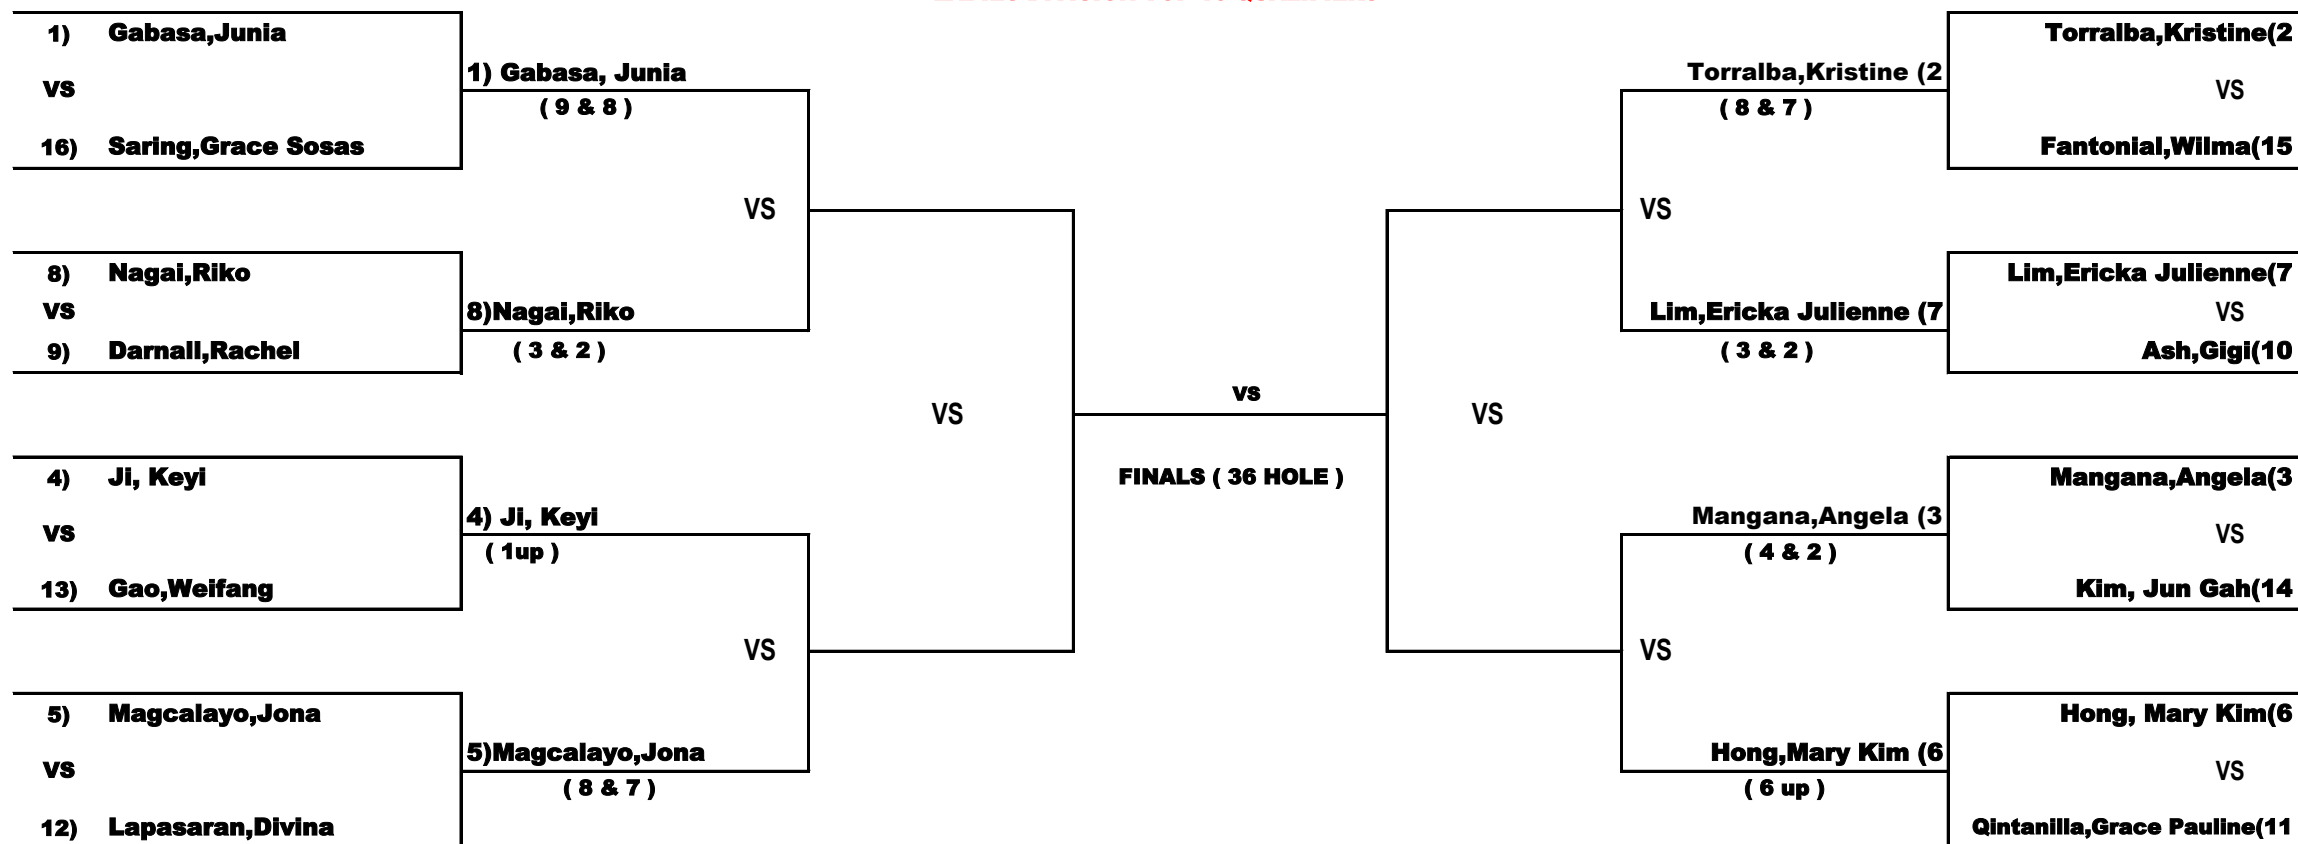 1) Gabasa,Junia
VS
16) Saring,Grace Sosas
8) Nagai,Riko
VS
9) Darnall,Rachel
4) Ji, Keyi
VS
13) Gao,Weifang
5) Magcalayo,Jona
VS
12) Lapasaran,Divina
1) Gabasa, Junia
( 9 & 8 )
VS
8)Nagai,Riko
( 3 & 2 )
4) Ji, Keyi
( 1up )
VS
5)Magcalayo,Jona
( 8 & 7 )
VS
VS
FINALS ( 36 HOLE )
VS
Torralba,Kristine (2
( 8 & 7 )
VS
Lim,Ericka Julienne (7
( 3 & 2 )
Mangana,Angela (3
( 4 & 2 )
VS
Hong,Mary Kim (6
( 6 up )
Torralba,Kristine(2
VS
Fantonial,Wilma(15
Lim,Ericka Julienne(7
VS
Ash,Gigi(10
Mangana,Angela(3
VS
Kim, Jun Gah(14
Hong, Mary Kim(6
VS
Qintanilla,Grace Pauline(11